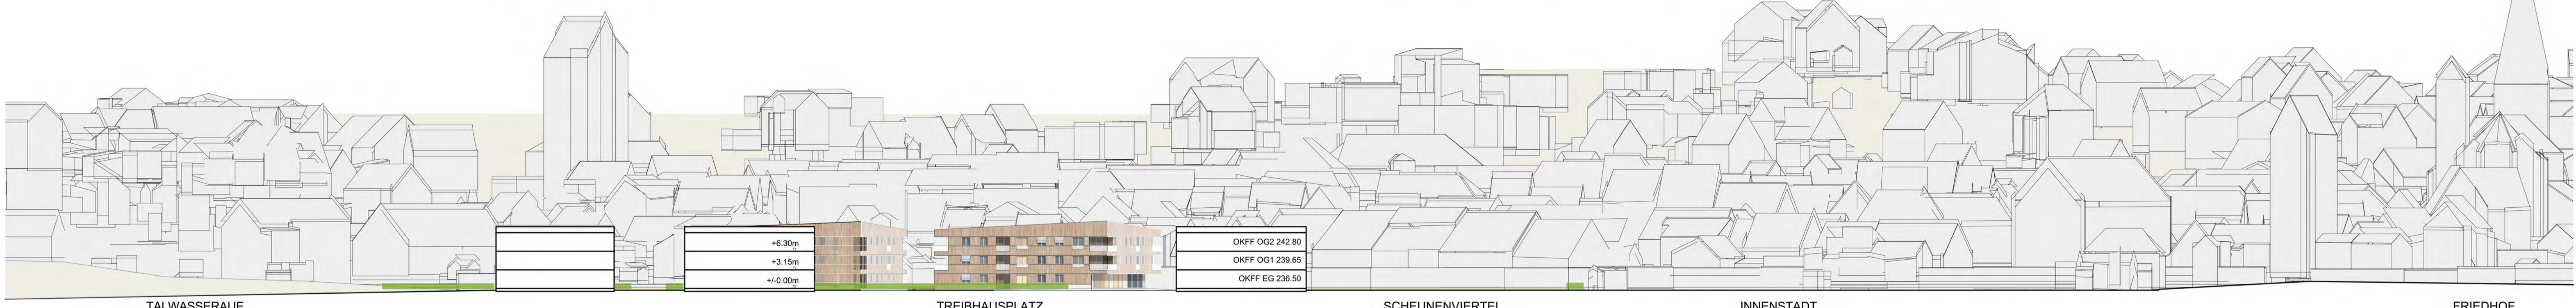 +6.30m
+3.15m
+/-0.00m
OKFF OG2 242.80
OKFF OG1 239.65
OKFF EG 236.50
TALWASSERAUE
TREIBHAUSPLATZ
SCHEUNENVIERTEL
INNENSTADT
FRIEDHOF